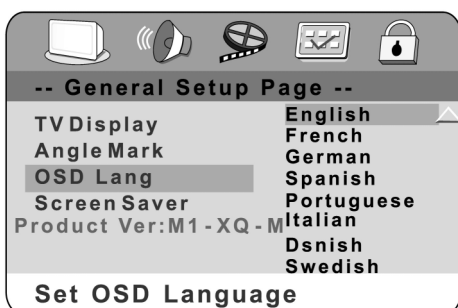 -- General Setup Page --
TV Display
Angle Mark
OSD Lang
Screen Saver
Product Ver:M1-XQ-M
English
French
German
Spanish
Portuguese
Italian
Dsnish
Swedish
Set OSD Language